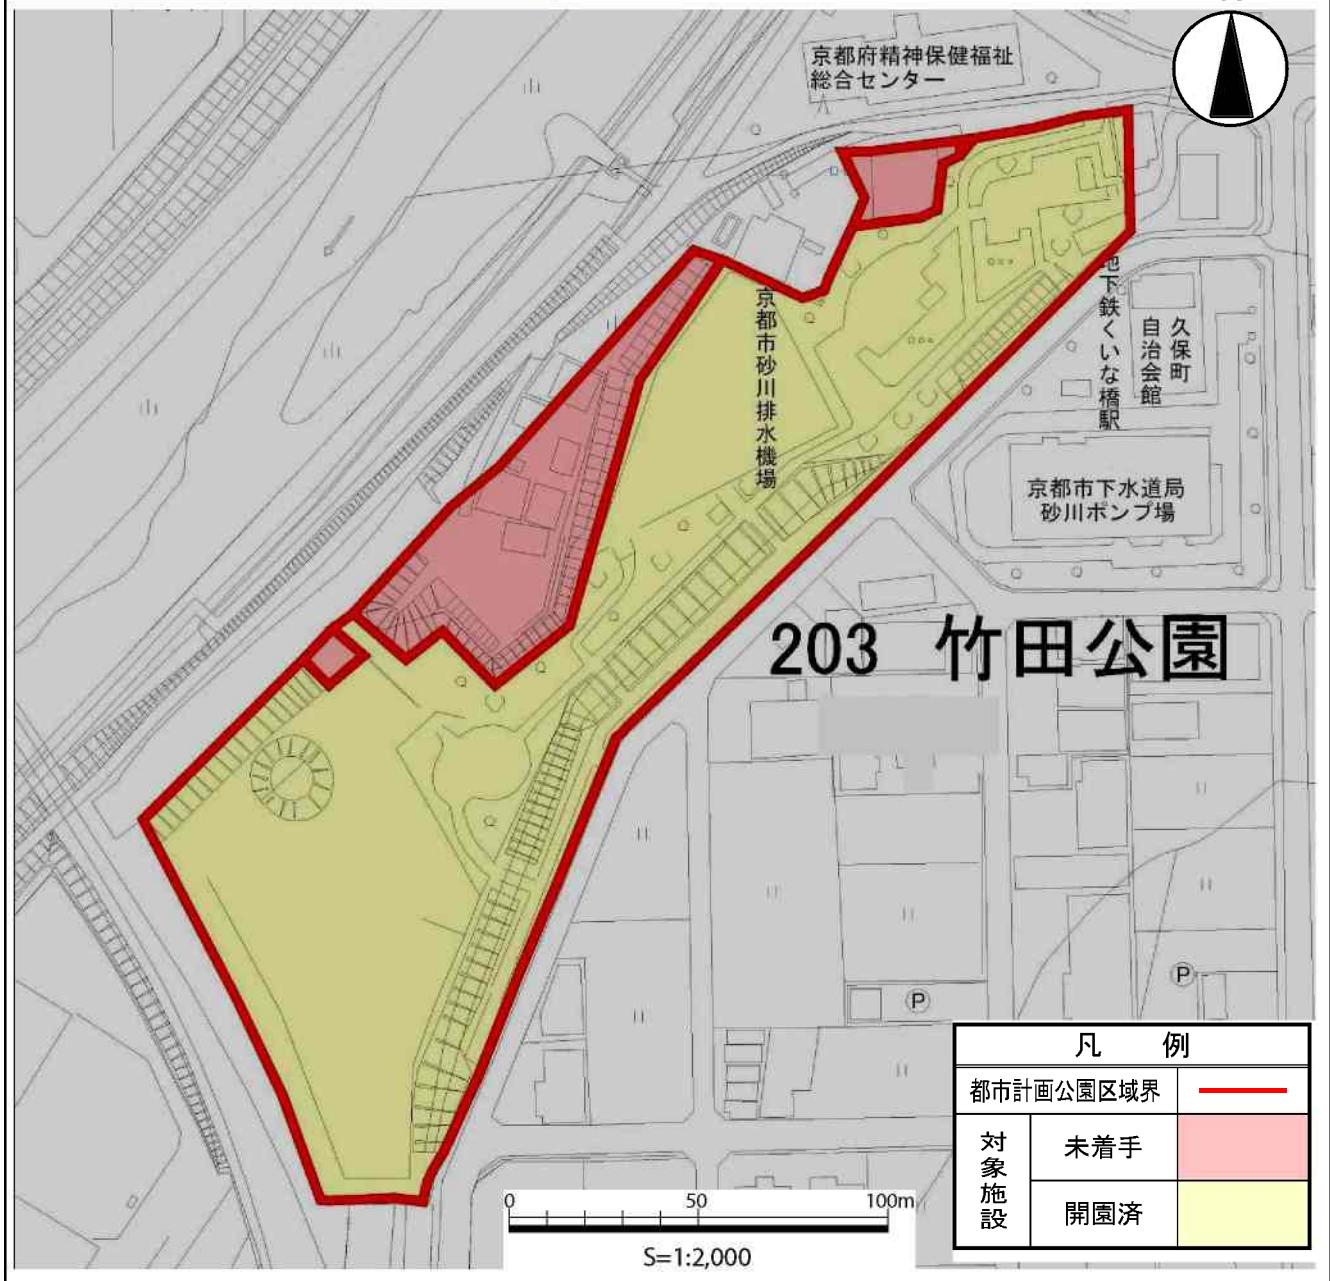 京都府精神保健福祉
総合センター
京都市砂川排水機場
地下鉄くいな橋駅
久保町
自治会館
京都市下水道局
砂川ポンプ場
203 竹田公園
P
P
凡 例
都市計画公園区域界
対象施設
未着手
開園済
0 50 100m
S=1:2,000